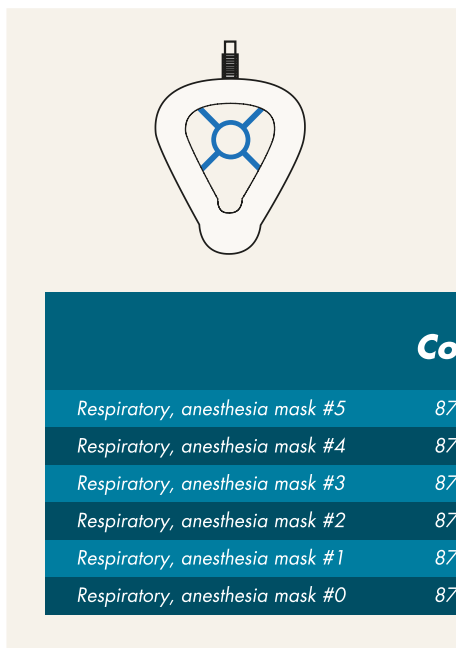 Co
Respiratory, anesthesia mask #5 87
Respiratory, anesthesia mask #4 87
Respiratory, anesthesia mask #3 87
Respiratory, anesthesia mask #2 87
Respiratory, anesthesia mask #1 87
Respiratory, anesthesia mask #0 87